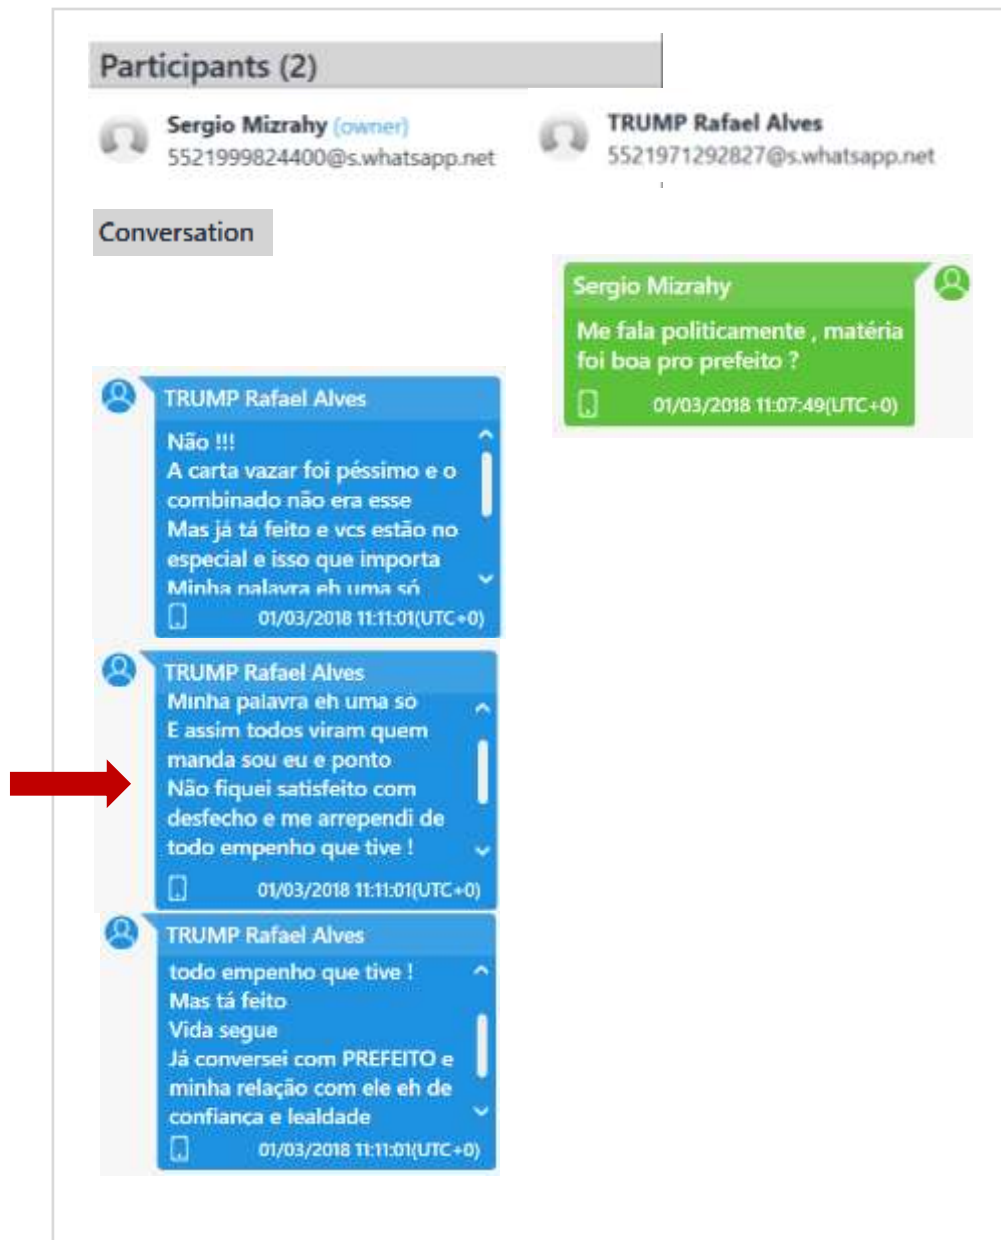 Participants (2)
Sergio Mizrahy (owner)
5521999824400@s.whatsapp.net
TRUMP Rafael Alves
5521971292827@s.whatsapp.net
Conversation
Sergio Mizrahy
Me fala politicamente , matéria
foi boa pro prefeito ?
01/03/2018 11:07:49(UTC+0)
TRUMP Rafael Alves
Não !!!
A carta vazar foi péssimo e o
combinado não era esse
Mas já tá feito e vcs estão no
especial e isso que importa
Minha palavra eh uma só
01/03/2018 11:11:01(UTC+0)
TRUMP Rafael Alves
Minha palavra eh uma só
E assim todos viram quem
manda sou eu e ponto
Não fiquei satisfeito com
desfecho e me arrependi de
todo empenho que tive !
01/03/2018 11:11:01(UTC+0)
TRUMP Rafael Alves
todo empenho que tive !
Mas tá feito
Vida segue
Já conversei com PREFEITO e
minha relação com ele eh de
confiança e lealdade
01/03/2018 11:11:01(UTC+0)